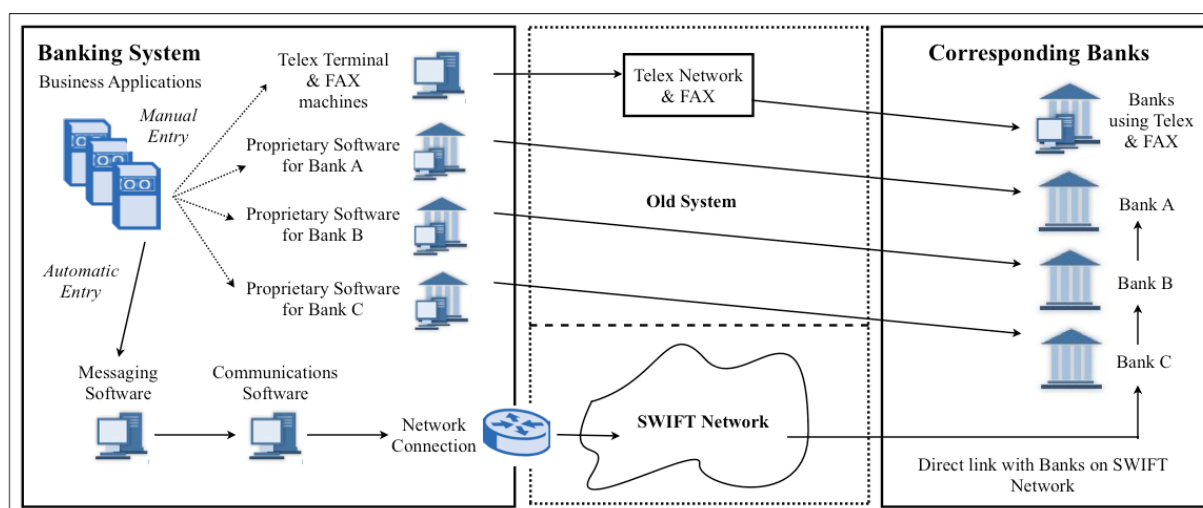 Banking System
Business Applications
Manual
Entry
Automatic
Entry
Telex Terminal
& FAX
machines
Proprietary Software
for Bank A
Proprietary Software
for Bank B
Proprietary Software
for Bank C
Messaging
Software
Communications
Software
Network
Connection
Telex Network
& FAX
Old System
SWIFT Network
Corresponding Banks
Banks
using Telex
& FAX
Bank A
Bank B
Bank C
Direct link with Banks on SWIFT
Network